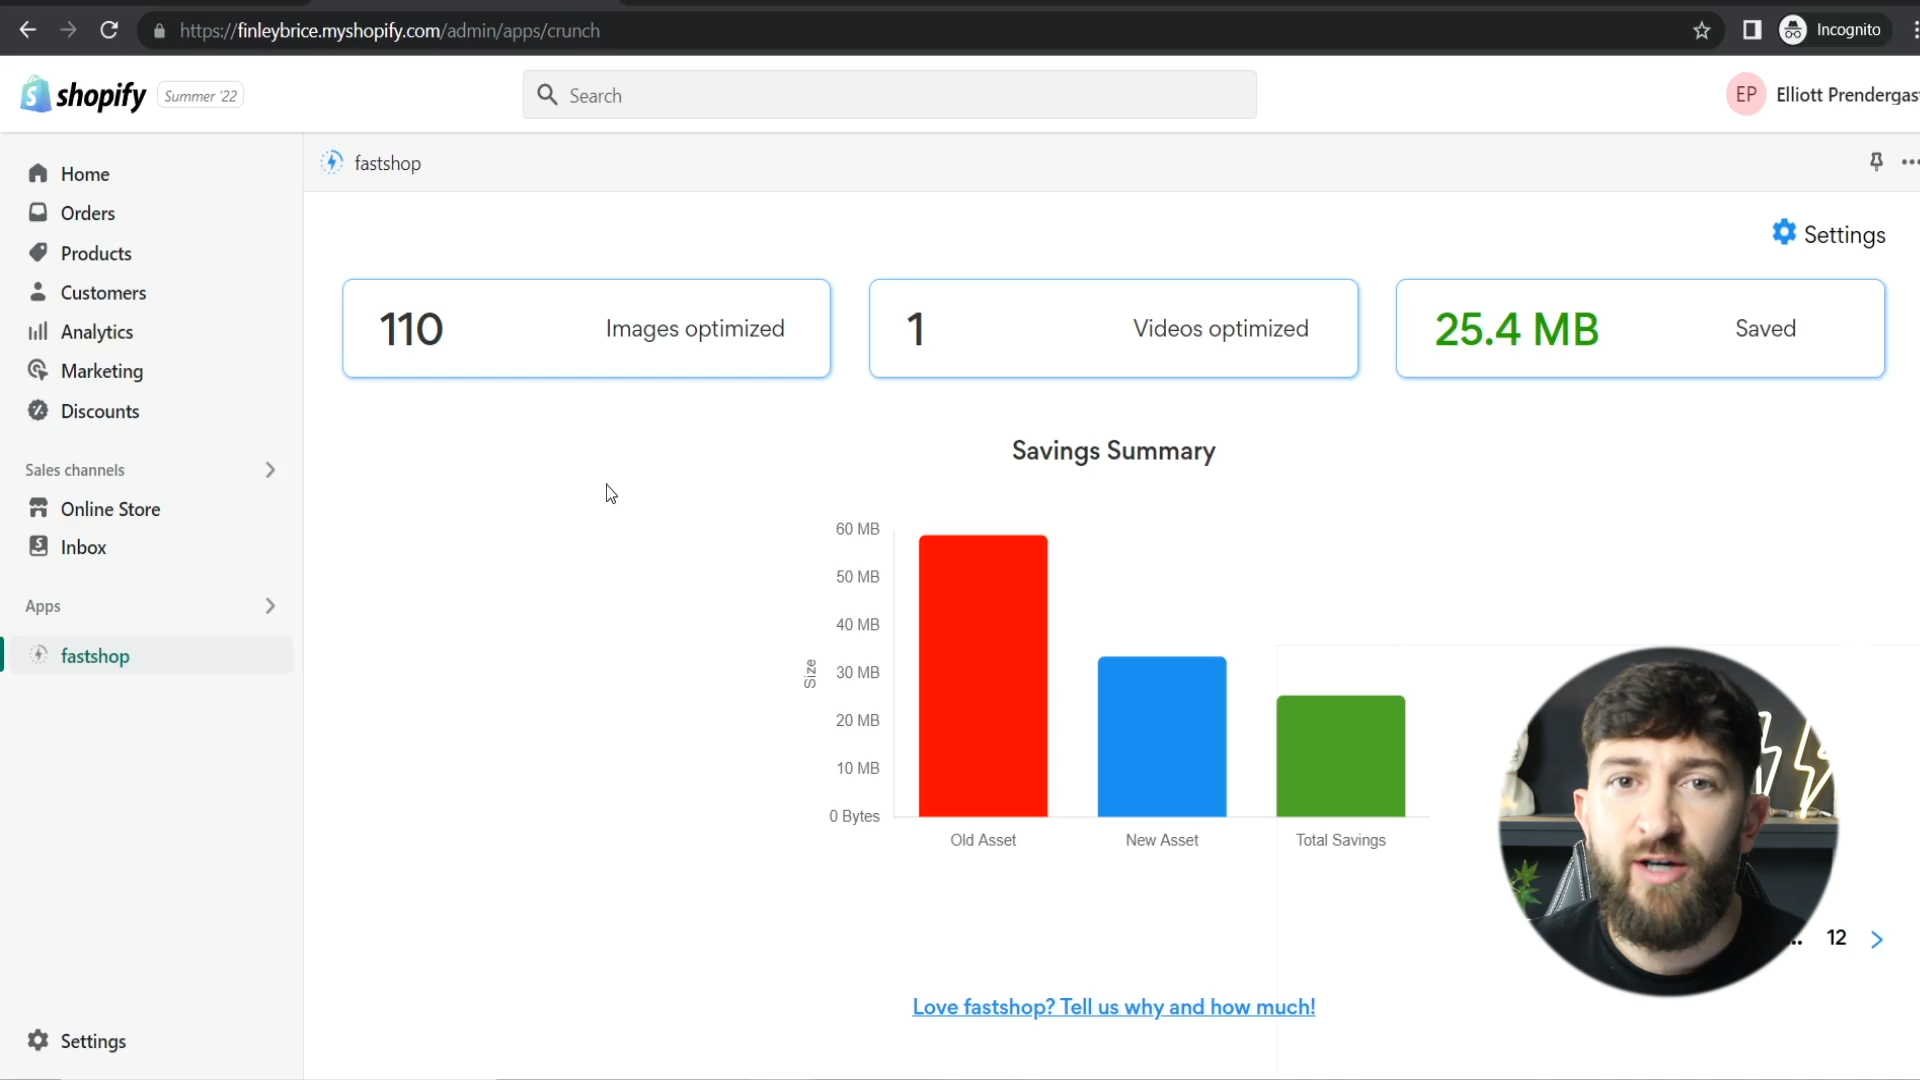 https://finleybrice.myshopify.com/admin/apps/crunch
Incognito
shopify
Summer '22
Search
EP
Elliott Prendergas
Home
Orders
Products
Customers
Analytics
Marketing
Discounts
Sales channels
Online Store
Inbox
Apps
fastshop
Settings
fastshop
Settings
110 Images optimized
1 Videos optimized
25.4 MB Saved
Savings Summary
60 MB
50 MB
40 MB
30 MB
20 MB
10 MB
0 Bytes
Size
Old Asset
New Asset
Total Savings
12
Love fastshop? Tell us why and how much!